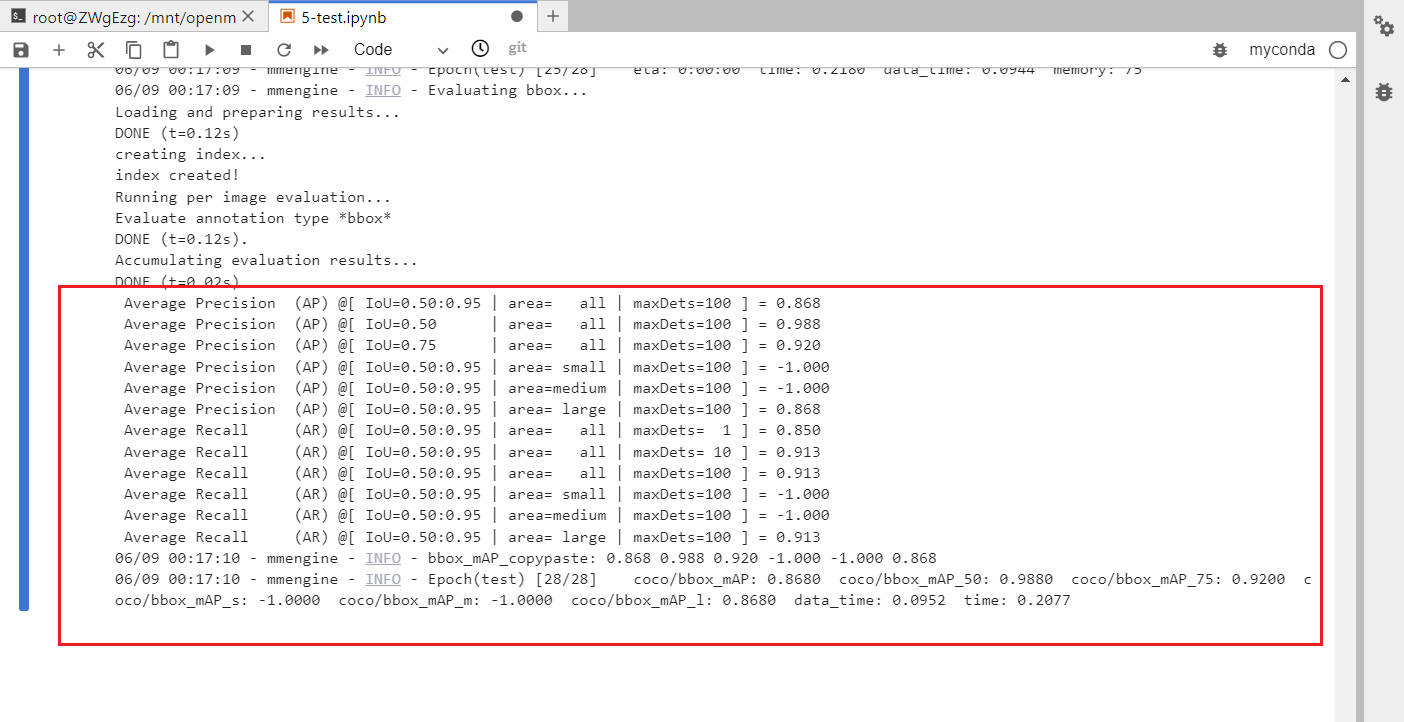 root@ZWgEzg: /mnt/openm
5-test.ipynb
Code
git
myconda
06/09 00:17:09 - mmengine - INFO - Epoch(test) [25/28]    eta: 0:00:00  time: 0.2180  data_time: 0.0944  memory: 75
06/09 00:17:09 - mmengine - INFO - Evaluating bbox...
Loading and preparing results...
DONE (t=0.12s)
creating index...
index created!
Running per image evaluation...
Evaluate annotation type *bbox*
DONE (t=0.12s).
Accumulating evaluation results...
DONE (t=0.02s)
Average Precision  (AP) @[ IoU=0.50:0.95 | area=   all | maxDets=100 ] = 0.868
Average Precision  (AP) @[ IoU=0.50      | area=   all | maxDets=100 ] = 0.988
Average Precision  (AP) @[ IoU=0.75      | area=   all | maxDets=100 ] = 0.920
Average Precision  (AP) @[ IoU=0.50:0.95 | area= small | maxDets=100 ] = -1.000
Average Precision  (AP) @[ IoU=0.50:0.95 | area=medium | maxDets=100 ] = -1.000
Average Precision  (AP) @[ IoU=0.50:0.95 | area= large | maxDets=100 ] = 0.868
Average Recall     (AR) @[ IoU=0.50:0.95 | area=   all | maxDets=  1 ] = 0.850
Average Recall     (AR) @[ IoU=0.50:0.95 | area=   all | maxDets= 10 ] = 0.913
Average Recall     (AR) @[ IoU=0.50:0.95 | area=   all | maxDets=100 ] = 0.913
Average Recall     (AR) @[ IoU=0.50:0.95 | area= small | maxDets=100 ] = -1.000
Average Recall     (AR) @[ IoU=0.50:0.95 | area=medium | maxDets=100 ] = -1.000
Average Recall     (AR) @[ IoU=0.50:0.95 | area= large | maxDets=100 ] = 0.913
06/09 00:17:10 - mmengine - INFO - bbox_mAP_copypaste: 0.868 0.988 0.920 -1.000 -1.000 0.868
06/09 00:17:10 - mmengine - INFO - Epoch(test) [28/28]    coco/bbox_mAP: 0.8680  coco/bbox_mAP_50: 0.9880  coco/bbox_mAP_75: 0.9200  c
oco/bbox_mAP_s: -1.0000  coco/bbox_mAP_m: -1.0000  coco/bbox_mAP_l: 0.8680  data_time: 0.0952  time: 0.2077